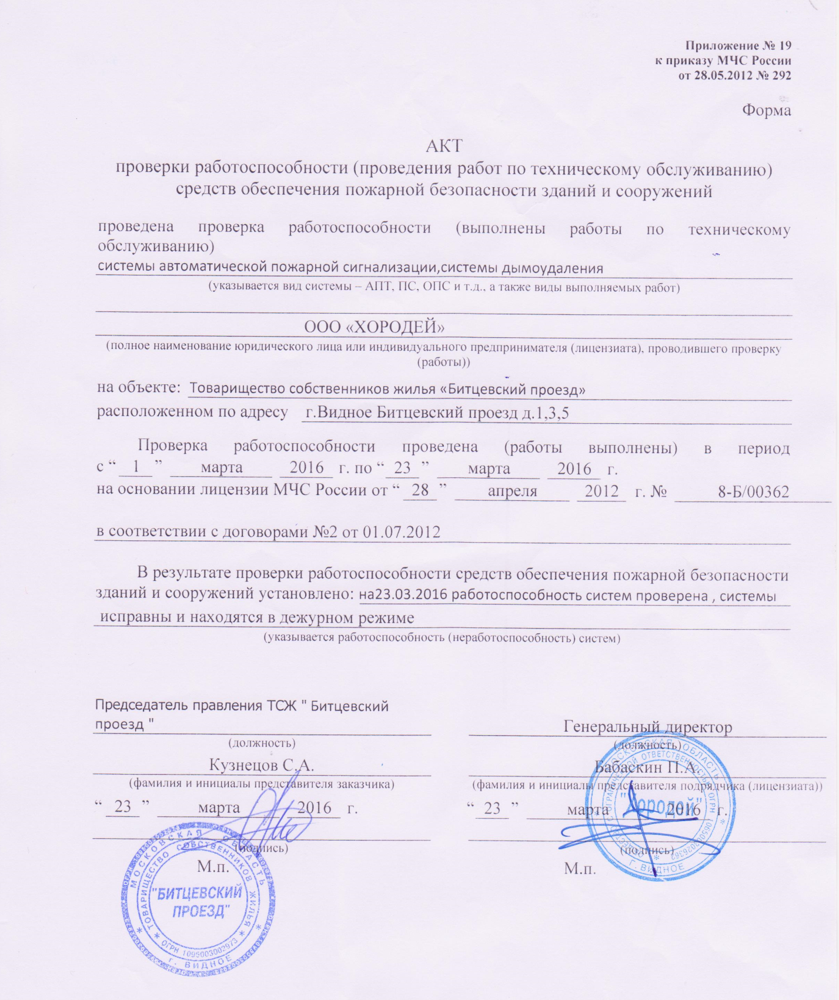 Приложение № 19
к приказу МЧС России
от 28.05.2012 № 292
Форма
АКТ
проверки работоспособности (проведения работ по техническому обслуживанию)
средств обеспечения пожарной безопасности зданий и сооружений
проведена проверка работоспособности (выполнены работы по техническому
обслуживанию)
системы автоматической пожарной сигнализации,системы дымоудаления
(указывается вид системы – АПТ, ПС, ОПС и т.д., а также виды выполняемых работ)
ООО «ХОРОДЕЙ»
(полное наименование юридического лица или индивидуального предпринимателя (лицензиата), проводившего проверку
(работы))
на объекте: Товарищество собственников жилья «Битцевский проезд»
расположенном по адресу г.Видное Битцевский проезд д.1,3,5
Проверка работоспособности проведена (работы выполнены) в период
с “ 1 ” марта 2016 г. по “ 23 ” марта 2016 г.
на основании лицензии МЧС России от “ 28 ” апреля 2012 г. № 8-Б/00362
в соответствии с договорами №2 от 01.07.2012
В результате проверки работоспособности средств обеспечения пожарной безопасности
зданий и сооружений установлено: на23.03.2016 работоспособность систем проверена , системы
исправны и находятся в дежурном режиме
(указывается работоспособность (неработоспособность) систем)
Председатель правления ТСЖ " Битцевский
проезд "
(должность)
Кузнецов С.А.
(фамилия и инициалы представителя заказчика)
“ 23 ” марта 2016 г.
(подпись)
М.п.
МОСКОВСКАЯ ОБЛАСТЬ
ТОВАРИЩЕСТВО СОБСТВЕННИКОВ ЖИЛЬЯ
"БИТЦЕВСКИЙ
ПРОЕЗД"
ОГРН 1095003002973
г. ВИДНОЕ
Генеральный директор
(должность)
Бабаскин П.А.
(фамилия и инициалы представителя подрядчика (лицензиата))
“ 23 ” марта 2016 г.
(подпись)
М.п.
МОСКОВСКАЯ ОБЛАСТЬ
ОГРАНИЧЕННОЙ ОТВЕТСТВЕННОСТЬЮ
"Хородей"
Г. ВИДНОЕ